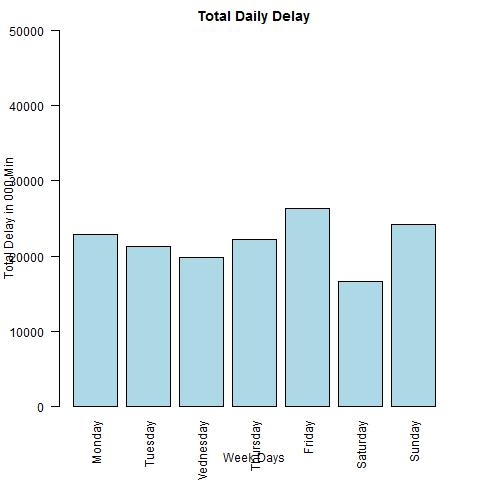 Total Daily Delay
50000
40000
30000
20000
10000
0
Total Delay in 000 Min
Monday
Tuesday
Wednesday
Thursday
Friday
Saturday
Sunday
Week Days